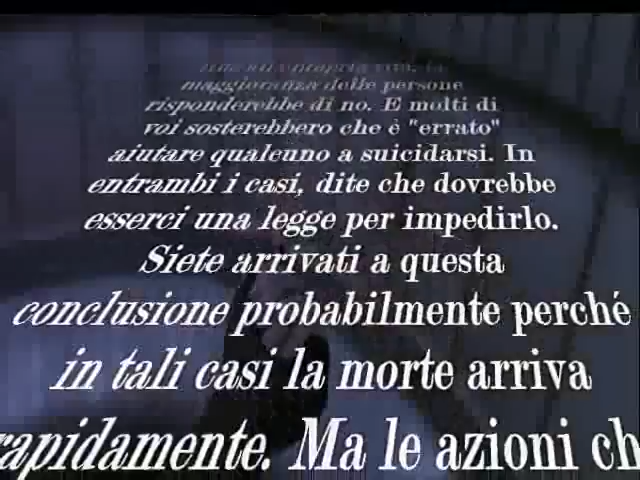 maggioranza delle persone
risponderebbe di no. E molti di
voi sosterebbero che è "errato"
aiutare qualcuno a suicidarsi. In
entrambi i casi, dite che dovrebbe
esserci una legge per impedirlo.
Siete arrivati a questa
conclusione probabilmente perché
in tali casi la morte arriva
rapidamente. Ma le azioni ch